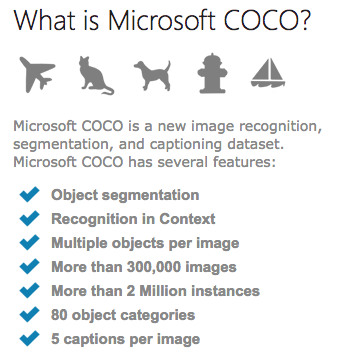 What is Microsoft COCO?
Microsoft COCO is a new image recognition,
segmentation, and captioning dataset.
Microsoft COCO has several features:
Object segmentation
Recognition in Context
Multiple objects per image
More than 300,000 images
More than 2 Million instances
80 object categories
5 captions per image